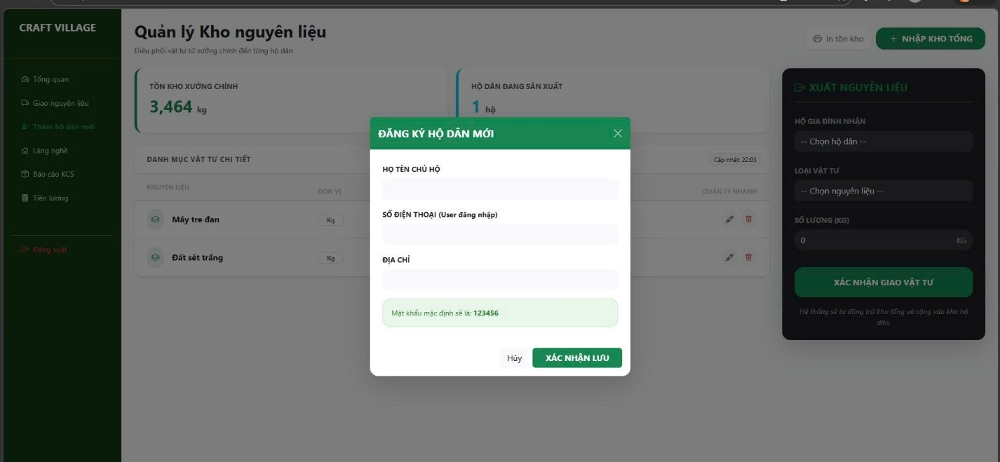 CRAFT VILLAGE
Tổng quan
Giao nguyên liệu
Thêm hộ dân mới
Làng nghề
Báo cáo KCS
Tiền lương
Đăng xuất
Quản lý Kho nguyên liệu
Điều phối vật tư từ xưởng chính đến từng hộ dân
In tồn kho
+ NHẬP KHO TỔNG
TỒN KHO XƯỞNG CHÍNH
3,464 kg
HỘ DÂN ĐANG SẢN XUẤT
1 hộ
DANH MỤC VẬT TƯ CHI TIẾT
Cập nhật: 22:03
NGUYÊN LIỆU
ĐƠN VỊ
QUẢN LÝ NHANH
Mây tre đan
Kg
Đất sét trắng
Kg
ĐĂNG KÝ HỘ DÂN MỚI
HỌ TÊN CHỦ HỘ
SỐ ĐIỆN THOẠI (User đăng nhập)
ĐỊA CHỈ
Mật khẩu mặc định sẽ là: 123456
Hủy
XÁC NHẬN LƯU
XUẤT NGUYÊN LIỆU
HỘ GIA ĐÌNH NHẬN
-- Chọn hộ dân --
LOẠI VẬT TƯ
-- Chọn nguyên liệu --
SỐ LƯỢNG (KG)
0 KG
XÁC NHẬN GIAO VẬT TƯ
Hệ thống sẽ tự động trừ kho tổng và cộng vào kho hộ
dân.